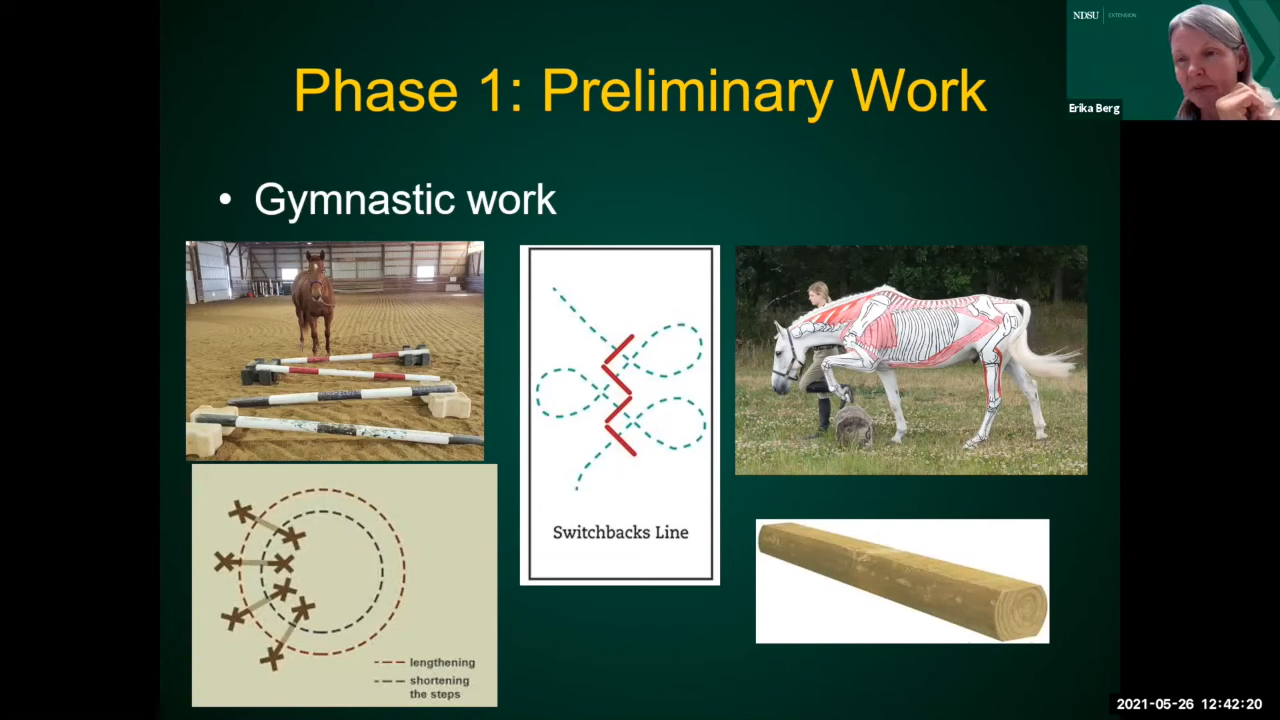 NDSU EXTENSION
Erika Berg
Phase 1: Preliminary Work
• Gymnastic work
Switchbacks Line
lengthening
shortening
the steps
2021-05-26 12:42:20